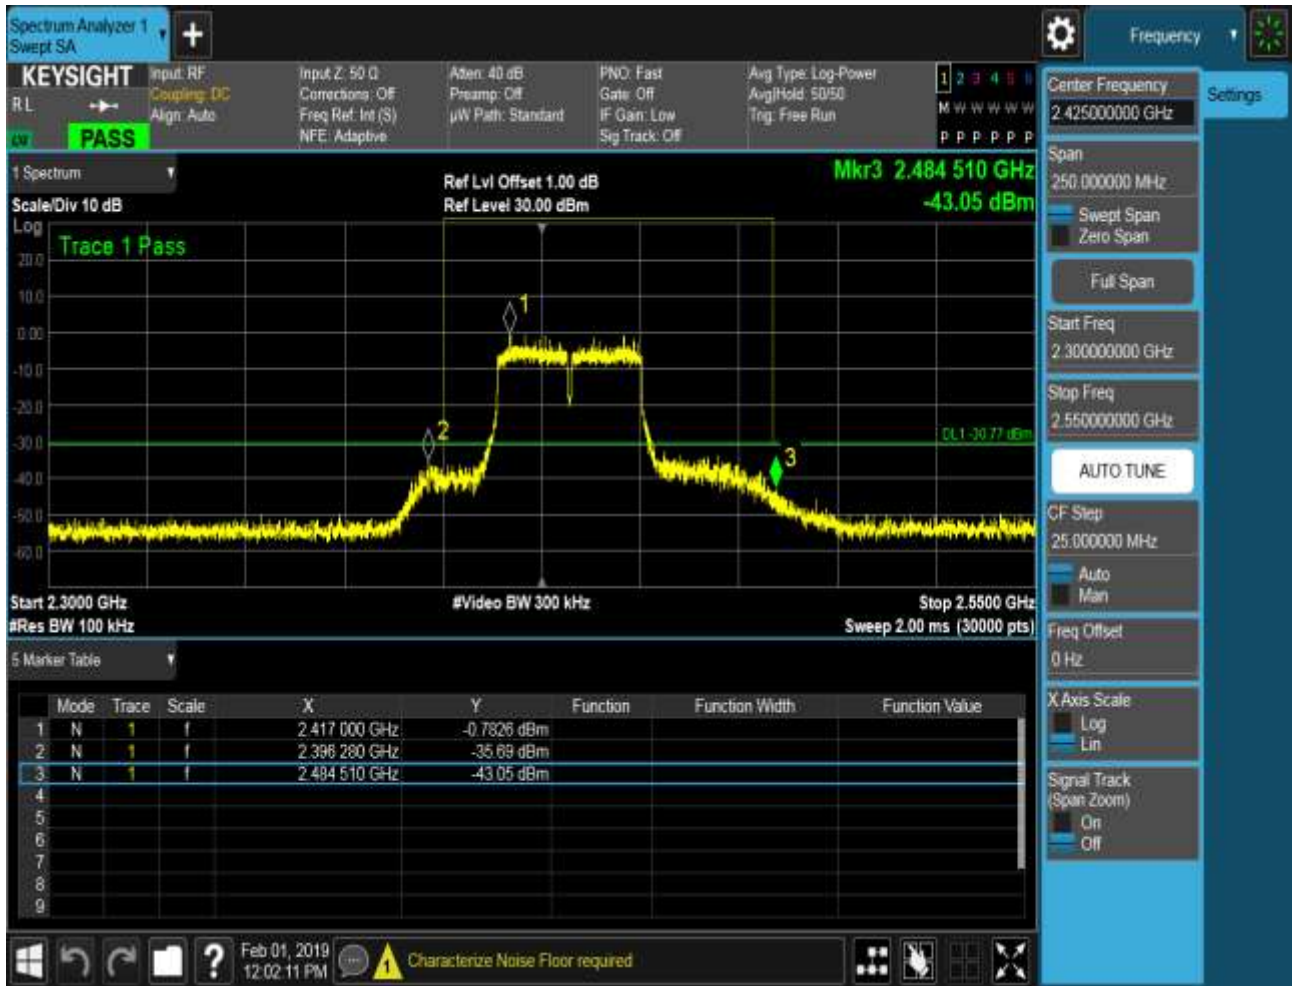 Spectrum Analyzer 1
Swept SA
+
Frequency
KEYSIGHT
R L
PASS
Input: RF
Coupling: DC
Align: Auto
Input Z: 50 Ω
Corrections: Off
Freq Ref: Int (S)
NFE: Adaptive
Atten: 40 dB
Preamp: Off
µW Path: Standard
PNO: Fast
Gate: Off
IF Gain: Low
Sig Track: Off
Avg Type: Log-Power
Avg|Hold: 50/50
Trig: Free Run
1 2 3 4 5 6
M W W W W W
P P P P P P
1 Spectrum
Scale/Div 10 dB
Ref Lvl Offset 1.00 dB
Ref Level 30.00 dBm
Mkr3 2.484 510 GHz
-43.05 dBm
Log
Trace 1 Pass
20.0
10.0
0.00
-10.0
-20.0
-30.0
-40.0
-50.0
-60.0
1
2
3
DL1 -30.77 dBm
Start 2.3000 GHz
#Video BW 300 kHz
Stop 2.5500 GHz
#Res BW 100 kHz
Sweep 2.00 ms (30000 pts)
5 Marker Table
Mode Trace Scale X Y Function Function Width Function Value
1 N 1 f 2.417 000 GHz -0.7826 dBm
2 N 1 f 2.396 280 GHz -35.69 dBm
3 N 1 f 2.484 510 GHz -43.05 dBm
4
5
6
7
8
9
Feb 01, 2019
12:02:11 PM
?
1
Characterize Noise Floor required
Center Frequency
2.425000000 GHz
Settings
Span
250.000000 MHz
Swept Span
Zero Span
Full Span
Start Freq
2.300000000 GHz
Stop Freq
2.550000000 GHz
AUTO TUNE
CF Step
25.000000 MHz
Auto
Man
Freq Offset
0 Hz
X Axis Scale
Log
Lin
Signal Track
(Span Zoom)
On
Off